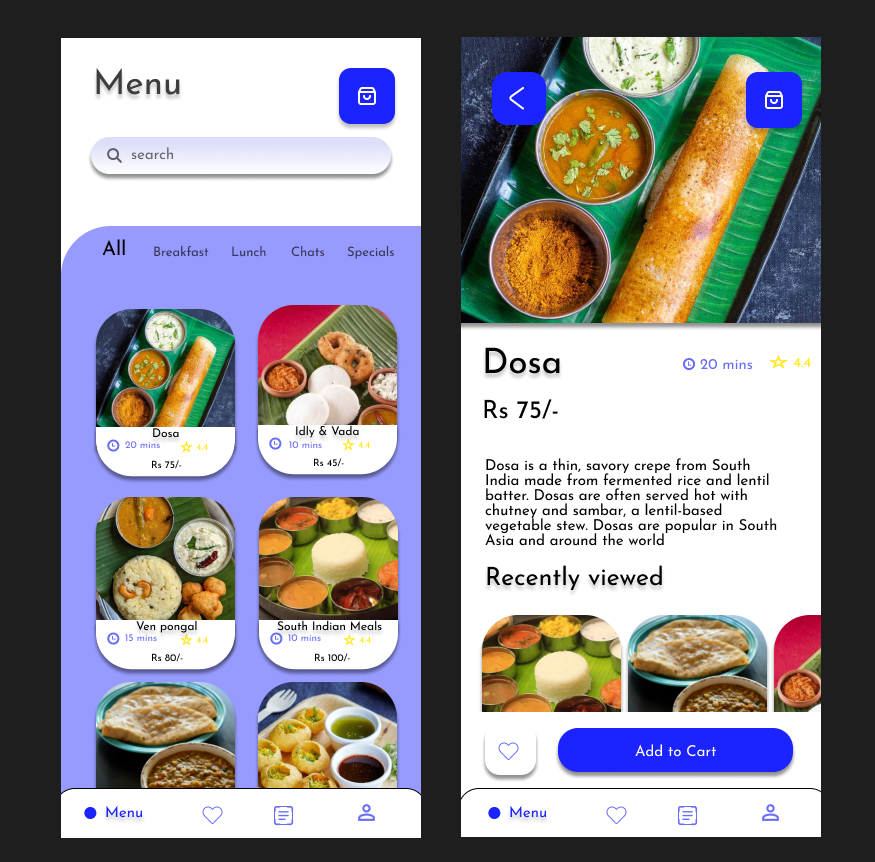 Menu
search
All Breakfast Lunch Chats Specials
Dosa
20 mins 4.4
Rs 75/-
Idly & Vada
10 mins 4.4
Rs 45/-
Ven pongal
15 mins 4.4
Rs 80/-
South Indian Meals
10 mins 4.4
Rs 100/-
Menu
Dosa
20 mins 4.4
Rs 75/-
Dosa is a thin, savory crepe from South
India made from fermented rice and lentil
batter. Dosas are often served hot with
chutney and sambar, a lentil-based
vegetable stew. Dosas are popular in South
Asia and around the world
Recently viewed
Add to Cart
Menu